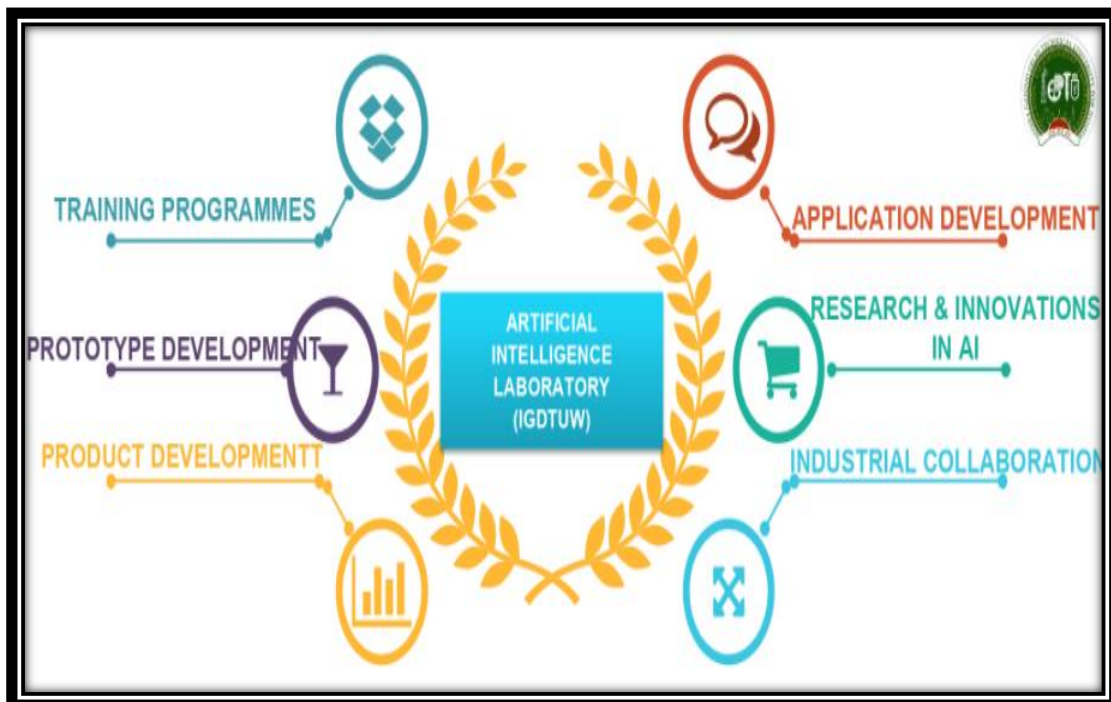 TRAINING PROGRAMMES
PROTOTYPE DEVELOPMENT
PRODUCT DEVELOPMENTT
ARTIFICIAL
INTELLIGENCE
LABORATORY
(IGDTUW)
APPLICATION DEVELOPMENT
RESEARCH & INNOVATIONS
IN AI
INDUSTRIAL COLLABORATION